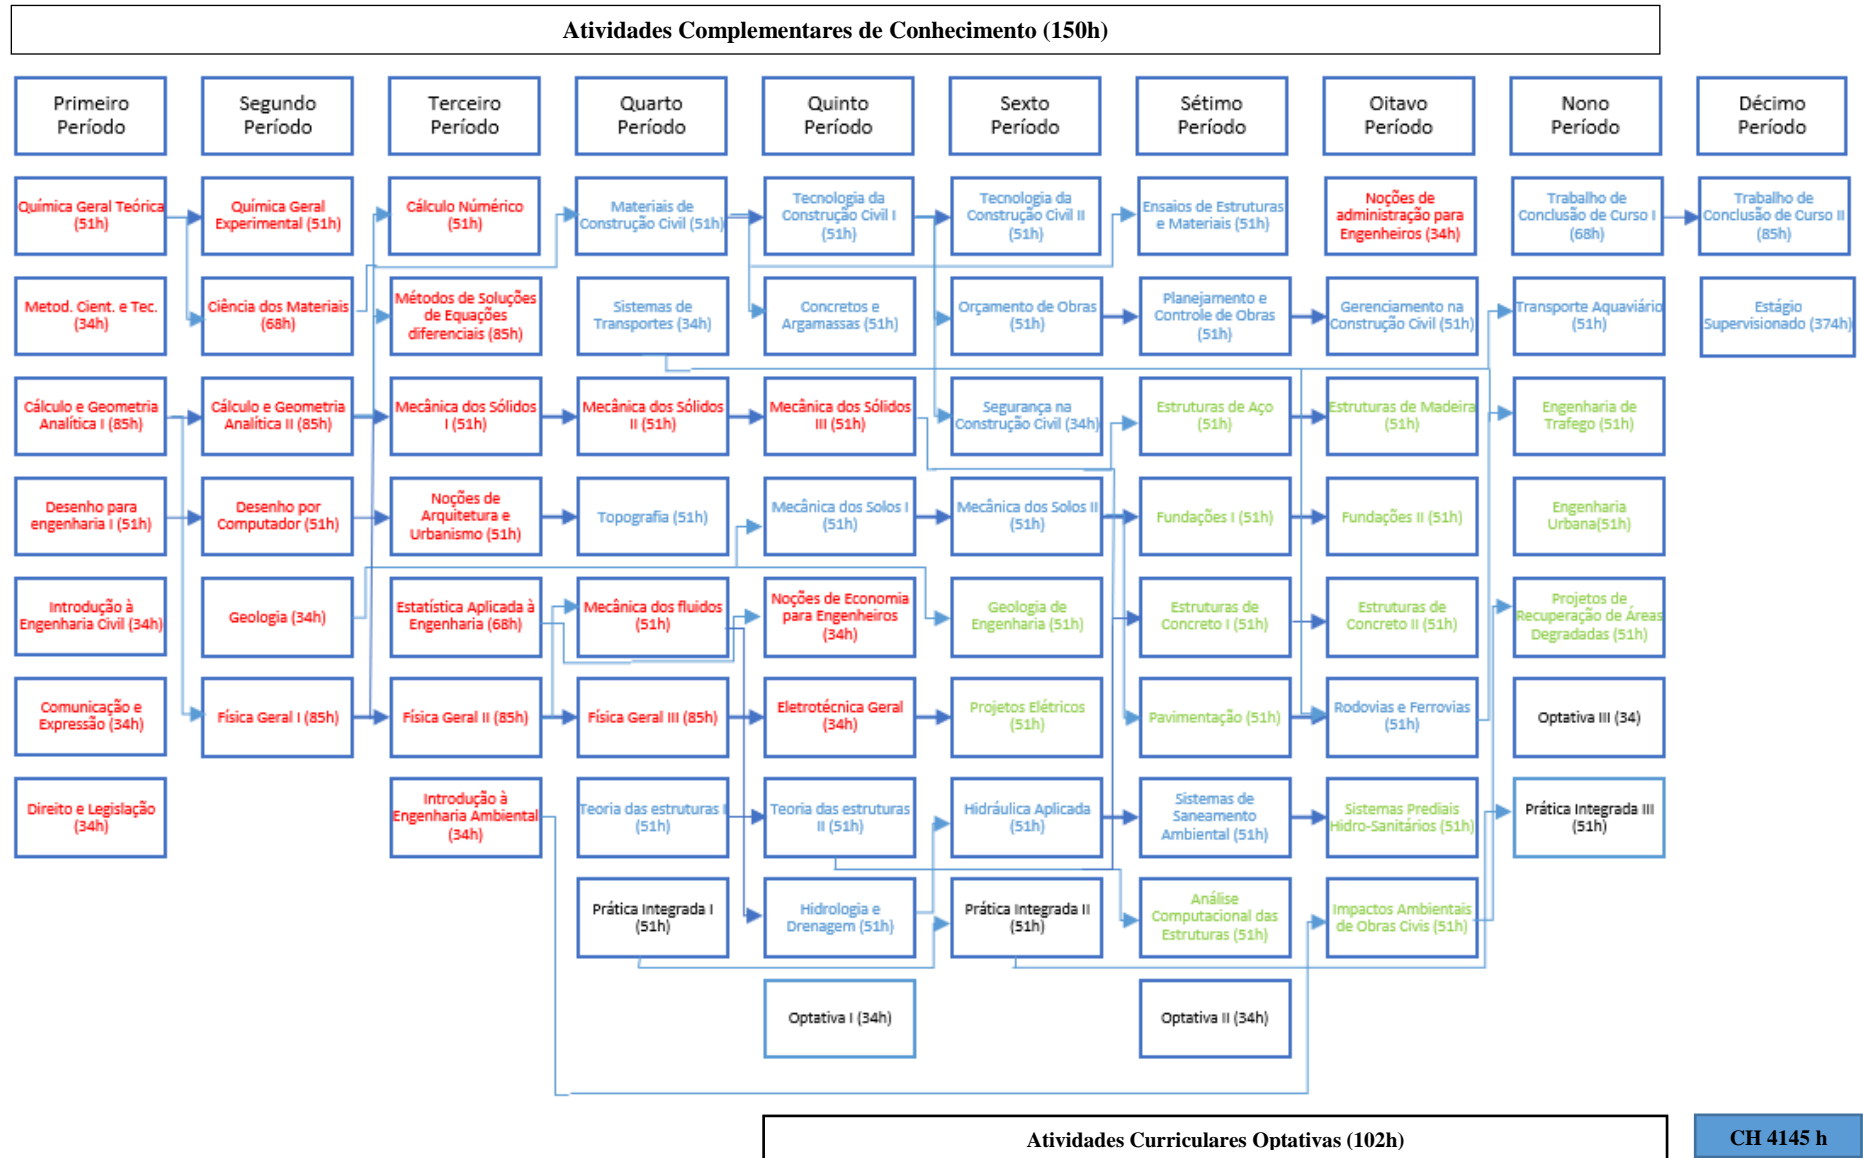 Atividades Complementares de Conhecimento (150h)
Primeiro
Período
Segundo
Período
Terceiro
Período
Quarto
Período
Quinto
Período
Sexto
Período
Sétimo
Período
Oitavo
Período
Nono
Período
Décimo
Período
Química Geral Teórica
(51h)
Química Geral
Experimental (51h)
Cálculo Númérico
(51h)
Materiais de
Construção Civil (51h)
Tecnologia da
Construção Civil I
(51h)
Tecnologia da
Construção Civil II
(51h)
Ensaios de Estruturas
e Materiais (51h)
Noções de
administração para
Engenheiros (34h)
Trabalho de
Conclusão de Curso I
(68h)
Trabalho de
Conclusão de Curso II
(85h)
Metod. Cient. e Tec.
(34h)
Ciência dos Materiais
(68h)
Métodos de Soluções
de Equações
diferenciais (85h)
Sistemas de
Transportes (34h)
Concretos e
Argamassas (51h)
Orçamento de Obras
(51h)
Planejamento e
Controle de Obras
(51h)
Gerenciamento na
Construção Civil (51h)
Transporte Aquaviário
(51h)
Estágio
Supervisionado (374h)
Cálculo e Geometria
Analítica I (85h)
Cálculo e Geometria
Analítica II (85h)
Mecânica dos Sólidos
I (51h)
Mecânica dos Sólidos
II (51h)
Mecânica dos Sólidos
III (51h)
Segurança na
Construção Civil (34h)
Estruturas de Aço
(51h)
Estruturas de Madeira
(51h)
Engenharia de
Trafego (51h)
Desenho para
engenharia I (51h)
Desenho por
Computador (51h)
Noções de
Arquitetura e
Urbanismo (51h)
Topografia (51h)
Mecânica dos Solos I
(51h)
Mecânica dos Solos II
(51h)
Fundações I (51h)
Fundações II (51h)
Engenharia
Urbana(51h)
Introdução à
Engenharia Civil (34h)
Geologia (34h)
Estatística Aplicada à
Engenharia (68h)
Mecânica dos fluidos
(51h)
Noções de Economia
para Engenheiros
(34h)
Geologia de
Engenharia (51h)
Estruturas de
Concreto I (51h)
Estruturas de
Concreto II (51h)
Projetos de
Recuperação de Áreas
Degradadas (51h)
Comunicação e
Expressão (34h)
Física Geral I (85h)
Física Geral II (85h)
Física Geral III (85h)
Eletrotécnica Geral
(34h)
Projetos Elétricos
(51h)
Pavimentação (51h)
Rodovias e Ferrovias
(51h)
Optativa III (34)
Direito e Legislação
(34h)
Introdução à
Engenharia Ambiental
(34h)
Teoria das estruturas I
(51h)
Teoria das estruturas
II (51h)
Hidráulica Aplicada
(51h)
Sistemas de
Saneamento
Ambiental (51h)
Sistemas Prediais
Hidro-Sanitários (51h)
Prática Integrada III
(51h)
Prática Integrada I
(51h)
Hidrologia e
Drenagem (51h)
Prática Integrada II
(51h)
Análise
Computacional das
Estruturas (51h)
Impactos Ambientais
de Obras Civis (51h)
Optativa I (34h)
Optativa II (34h)
Atividades Curriculares Optativas (102h)
CH 4145 h